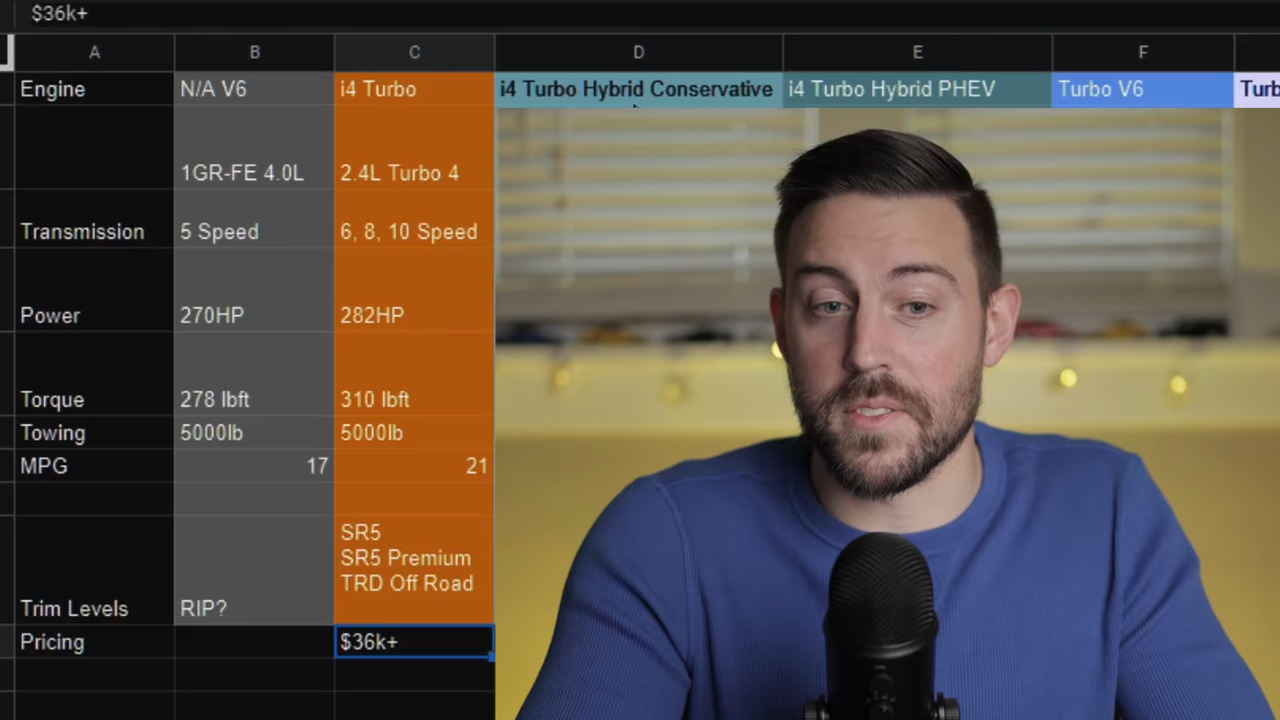 $36k+
A B C D E F
Engine N/A V6 i4 Turbo i4 Turbo Hybrid Conservative i4 Turbo Hybrid PHEV Turbo V6
1GR-FE 4.0L 2.4L Turbo 4
Transmission 5 Speed 6, 8, 10 Speed
Power 270HP 282HP
Torque 278 lbft 310 lbft
Towing 5000lb 5000lb
MPG 17 21
SR5
SR5 Premium
TRD Off Road
Trim Levels RIP?
Pricing $36k+